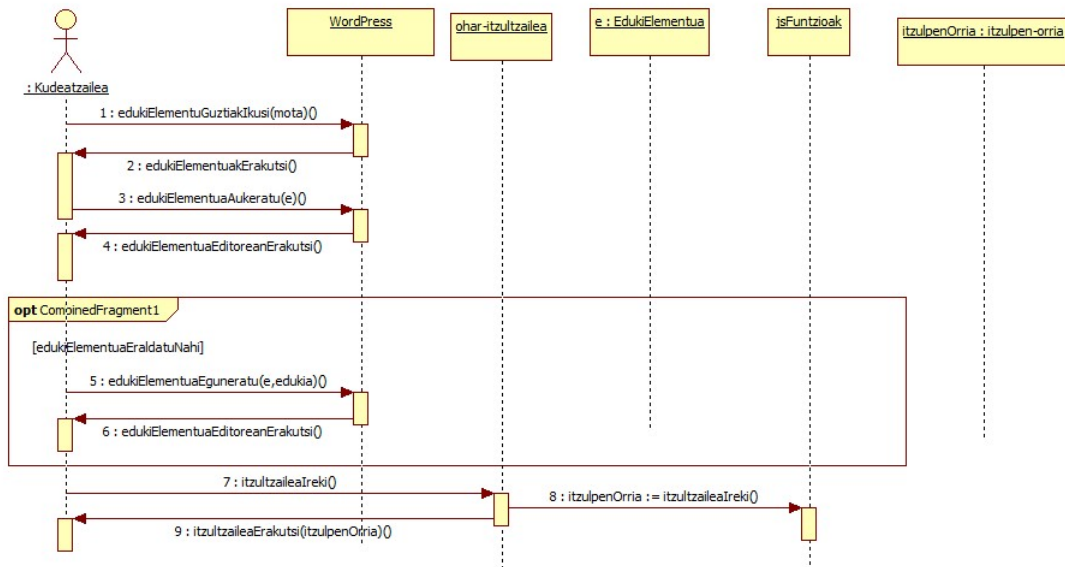 WordPress
ohar-itzultzailea
e : EdukiElementua
jsFuntzioak
itzulpenOrria : itzulpen-orria
: Kudeatzailea
1 : edukiElementuGuztiakIkusi(mota)()
2 : edukiElementuakErakutsi()
3 : edukiElementuaAukeratu(e)()
4 : edukiElementuaEditoreanErakutsi()
opt CombinedFragment1
[edukiElementuaEraldatuNahi]
5 : edukiElementuaEguneratu(e,edukia)()
6 : edukiElementuaEditoreanErakutsi()
7 : itzultzaileaIreki()
8 : itzulpenOrria := itzultzaileaIreki()
9 : itzultzaileaErakutsi(itzulpenOrria)()